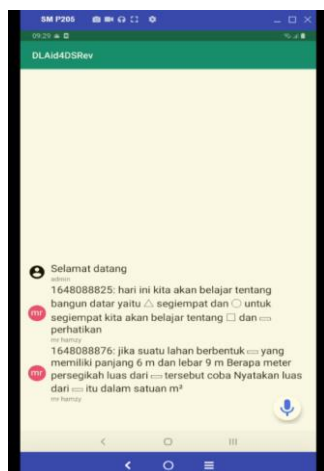 SM P205
09.29
DLAid4DSRev
Selamat datang
admin
1648088825: hari ini kita akan belajar tentang
bangun datar yaitu △ segiempat dan ○ untuk
segiempat kita akan belajar tentang □ dan ▭
perhatikan
mr hamzy
mr
1648088876: jika suatu lahan berbentuk ▭ yang
memiliki panjang 6 m dan lebar 9 m Berapa meter
persegikah luas dari ▭ tersebut coba Nyatakan luas
dari ▭ itu dalam satuan m²
mr hamzy
mr